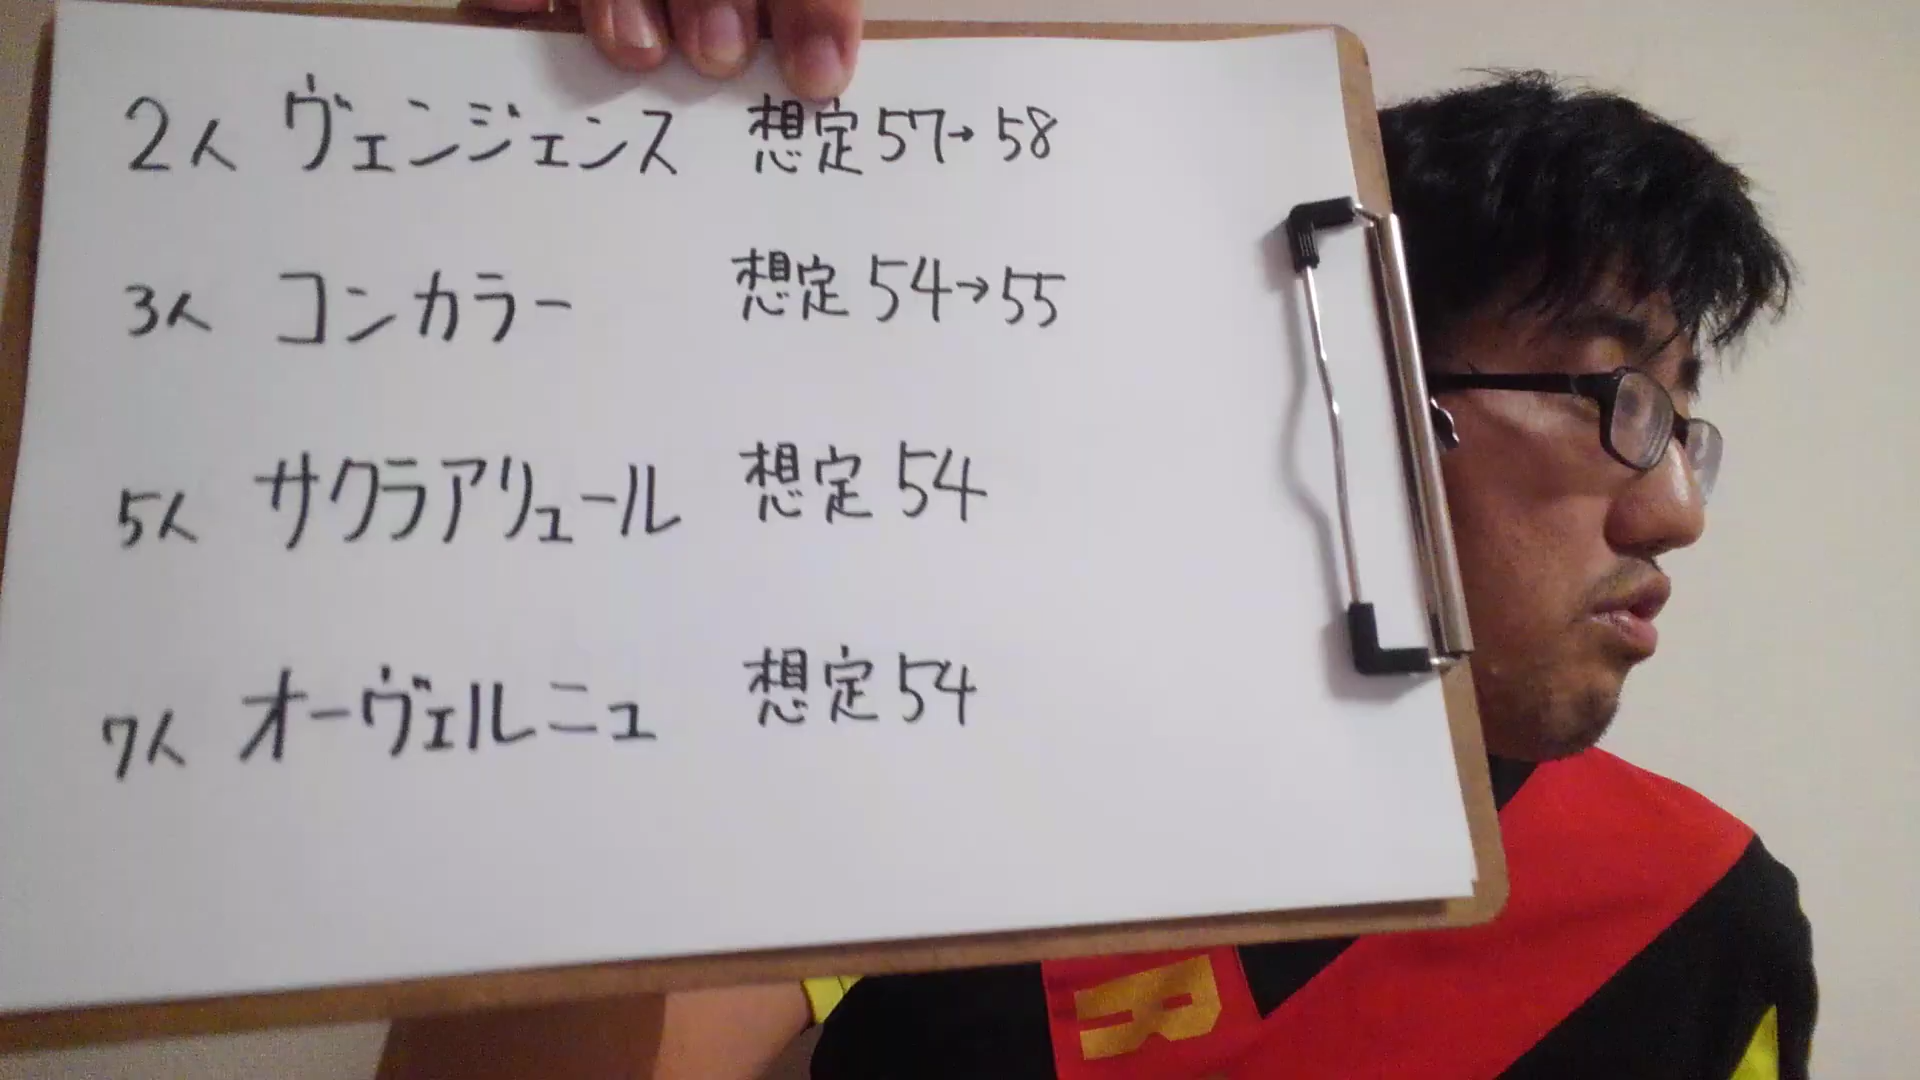 2人 ヴェンジェンス 想定57→58
3人 コンカラー 想定54→55
5人 サクラアリュール 想定54
7人 オーヴェルニュ 想定54
R